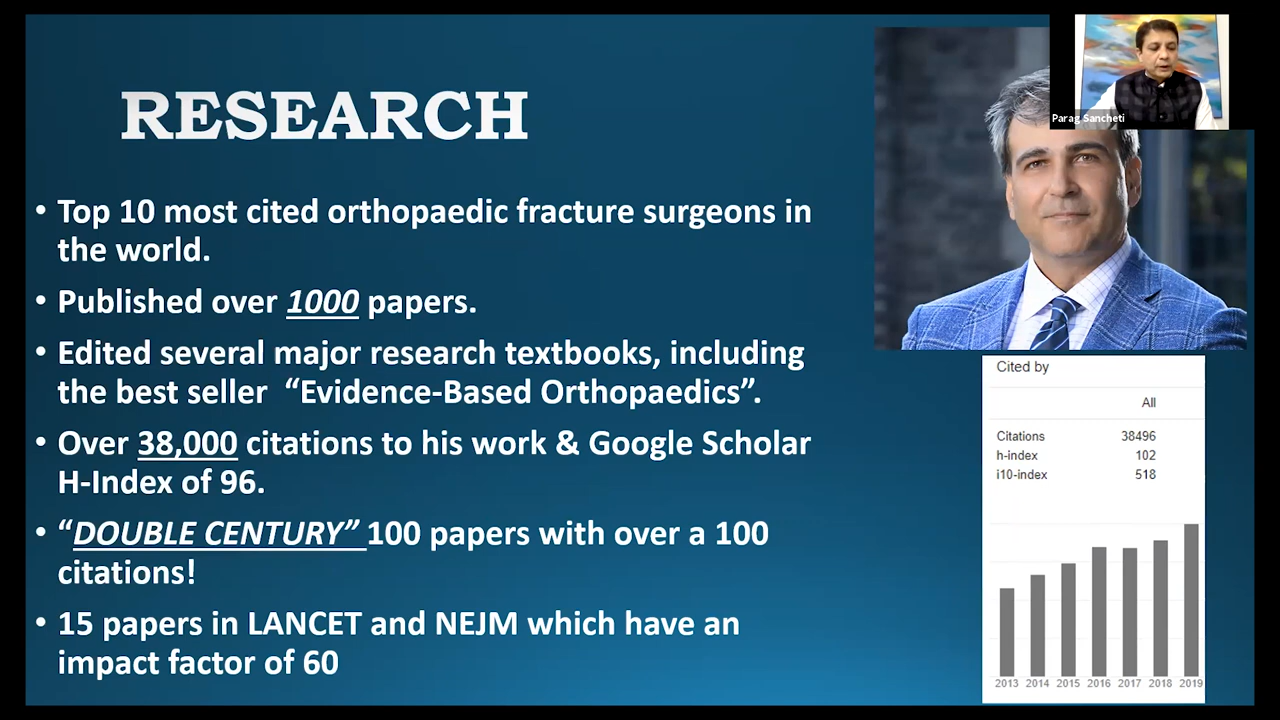 Parag Sancheti
RESEARCH
• Top 10 most cited orthopaedic fracture surgeons in
the world.
• Published over 1000 papers.
• Edited several major research textbooks, including
the best seller “Evidence-Based Orthopaedics”.
• Over 38,000 citations to his work & Google Scholar
H-Index of 96.
• “DOUBLE CENTURY” 100 papers with over a 100
citations!
• 15 papers in LANCET and NEJM which have an
impact factor of 60
Cited by
All
Citations 38496
h-index 102
i10-index 518
2013 2014 2015 2016 2017 2018 2019